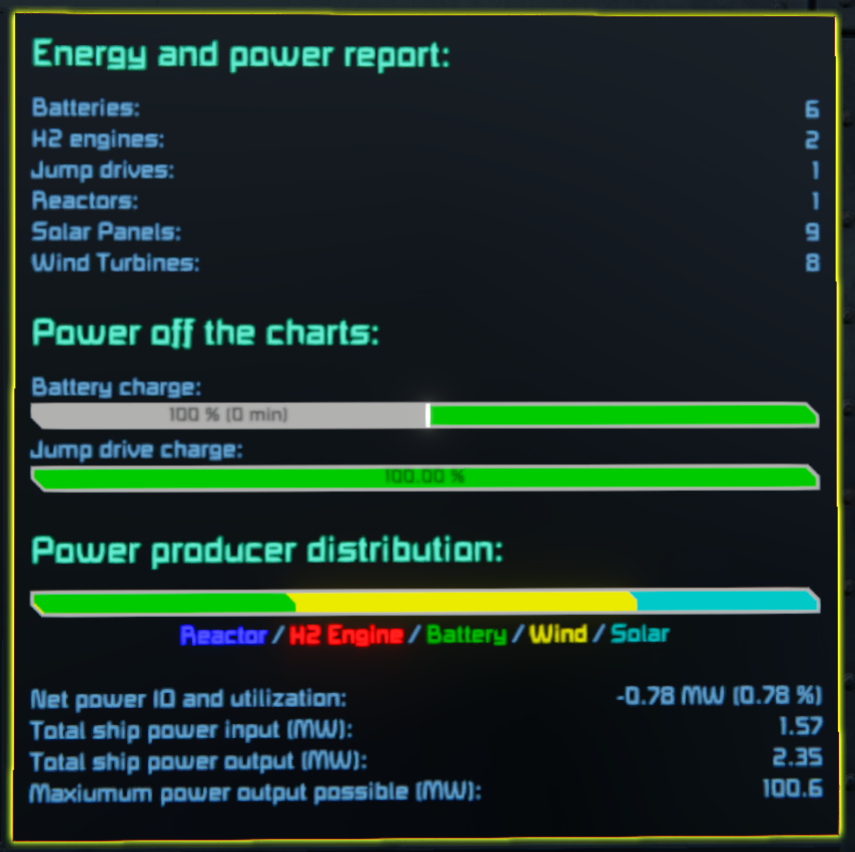 Energy and power report:
Batteries: 6
H2 engines: 2
Jump drives: 1
Reactors: 1
Solar Panels: 9
Wind Turbines: 8
Power off the charts:
Battery charge:
100 % (0 min)
Jump drive charge:
100.00 %
Power producer distribution:
Reactor / H2 Engine / Battery / Wind / Solar
Net power IO and utilization: -0.78 MW (0.78 %)
Total ship power input (MW): 1.57
Total ship power output (MW): 2.35
Maxiumum power output possible (MW): 100.6